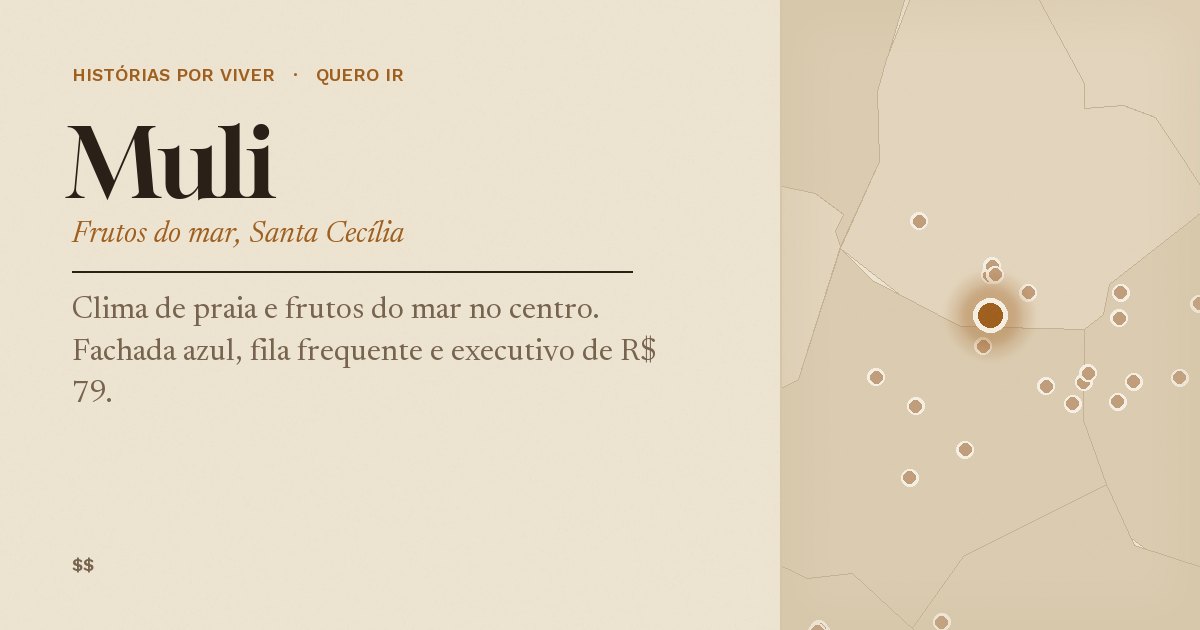 HISTÓRIAS POR VIVER · QUERO IR
Muli
Frutos do mar, Santa Cecília
Clima de praia e frutos do mar no centro.
Fachada azul, fila frequente e executivo de R$
79.
$$